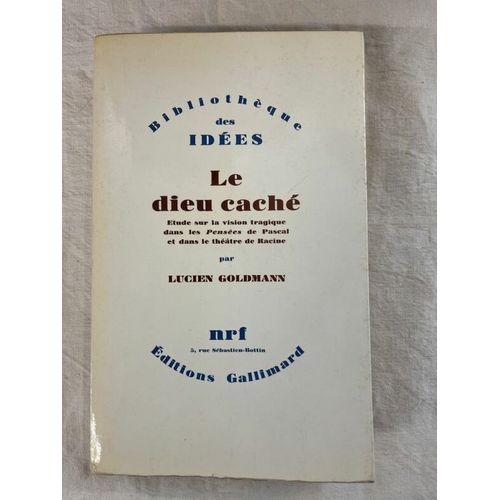 Bibliothèque
des
IDÉES
Le
dieu caché
Etude sur la vision tragique
dans les Pensées de Pascal
et dans le théâtre de Racine
par
LUCIEN GOLDMANN
nrf
5, rue Sébastien-Bottin
Éditions Gallimard